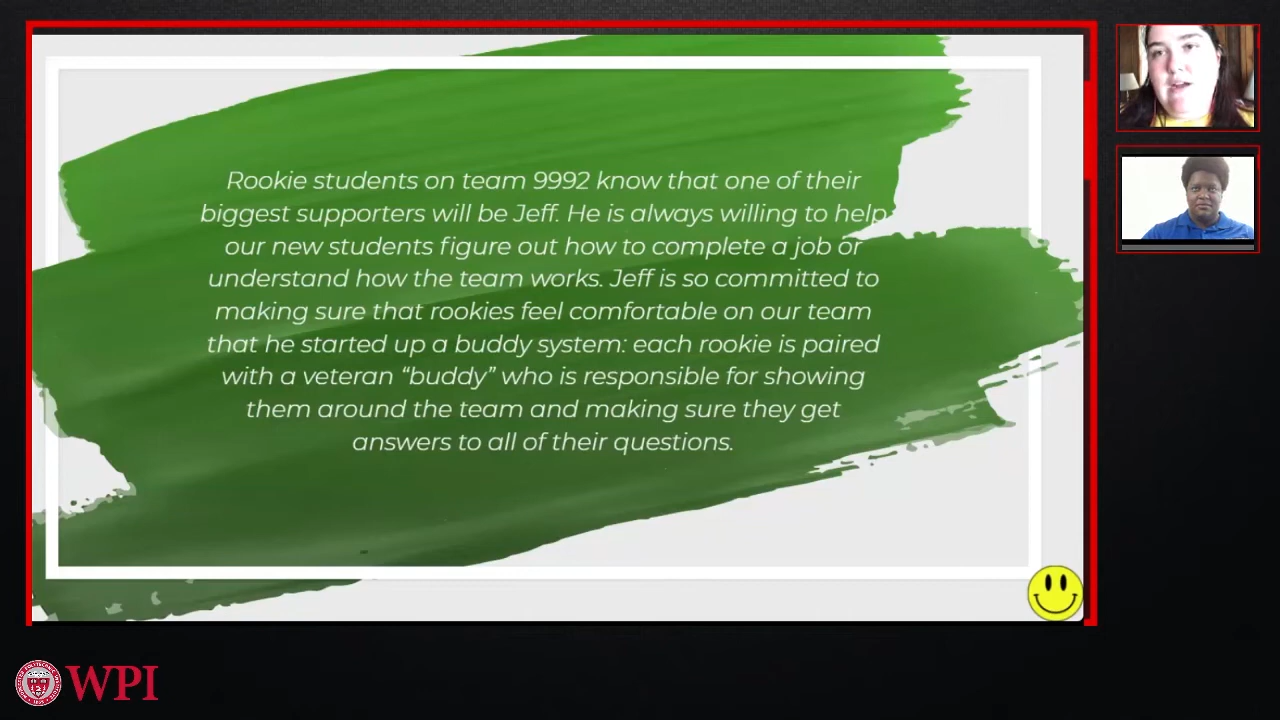 Rookie students on team 9992 know that one of their
biggest supporters will be Jeff. He is always willing to help
our new students figure out how to complete a job or
understand how the team works. Jeff is so committed to
making sure that rookies feel comfortable on our team
that he started up a buddy system: each rookie is paired
with a veteran “buddy” who is responsible for showing
them around the team and making sure they get
answers to all of their questions.
WPI